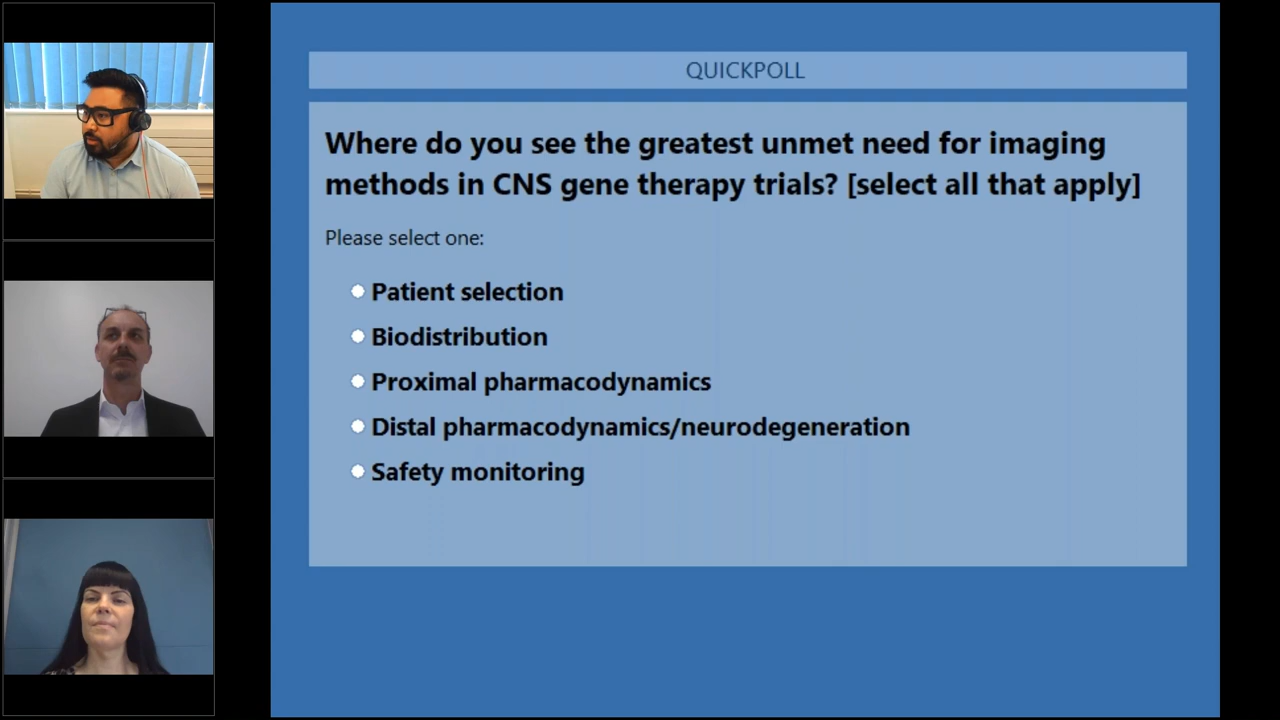 QUICKPOLL
Where do you see the greatest unmet need for imaging
methods in CNS gene therapy trials? [select all that apply]
Please select one:
Patient selection
Biodistribution
Proximal pharmacodynamics
Distal pharmacodynamics/neurodegeneration
Safety monitoring